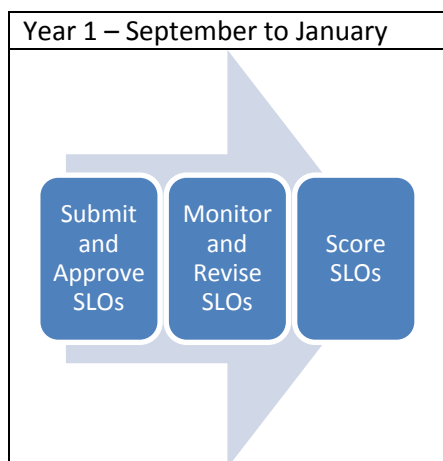 Year 1 – September to January
Submit
and
Approve
SLOs
Monitor
and
Revise
SLOs
Score
SLOs